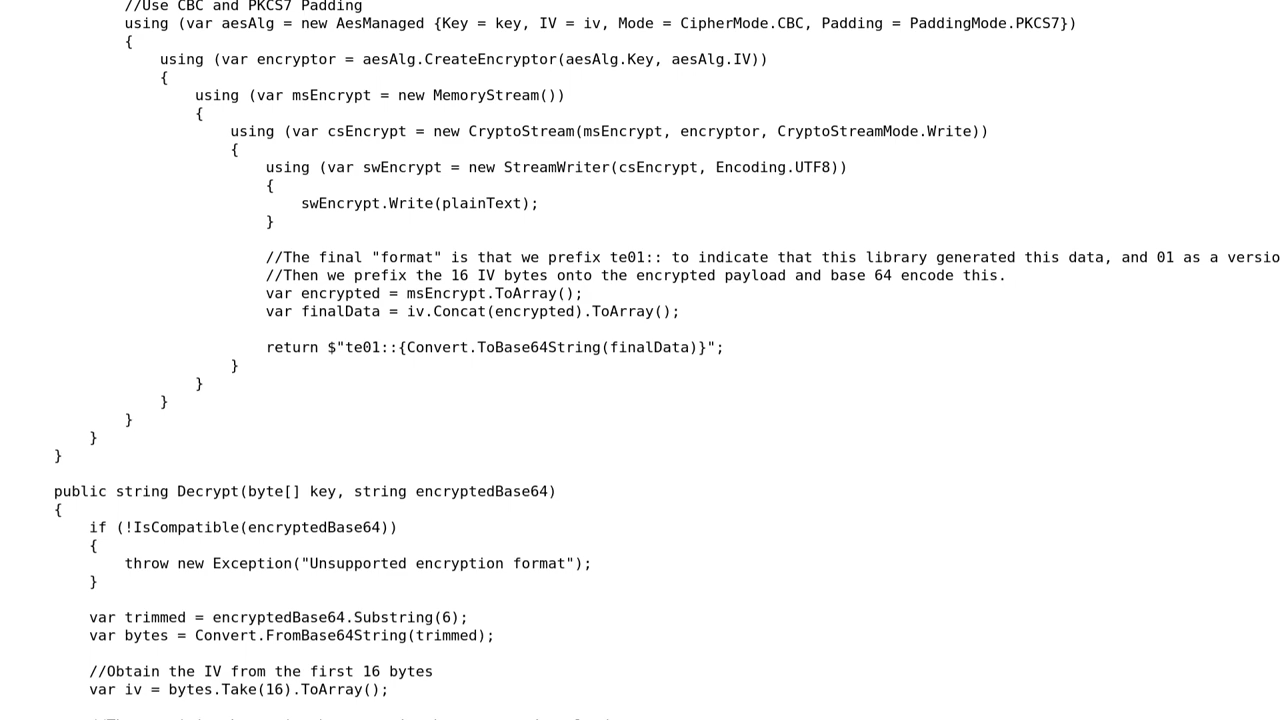 //Use CBC and PKCS7 Padding
using (var aesAlg = new AesManaged {Key = key, IV = iv, Mode = CipherMode.CBC, Padding = PaddingMode.PKCS7})
{
using (var encryptor = aesAlg.CreateEncryptor(aesAlg.Key, aesAlg.IV))
{
using (var msEncrypt = new MemoryStream())
{
using (var csEncrypt = new CryptoStream(msEncrypt, encryptor, CryptoStreamMode.Write))
{
using (var swEncrypt = new StreamWriter(csEncrypt, Encoding.UTF8))
{
swEncrypt.Write(plainText);
}
//The final "format" is that we prefix te01:: to indicate that this library generated this data, and 01 as a versio
//Then we prefix the 16 IV bytes onto the encrypted payload and base 64 encode this.
var encrypted = msEncrypt.ToArray();
var finalData = iv.Concat(encrypted).ToArray();
return $"te01::{Convert.ToBase64String(finalData)}";
}
}
}
}
}
}
public string Decrypt(byte[] key, string encryptedBase64)
{
if (!IsCompatible(encryptedBase64))
{
throw new Exception("Unsupported encryption format");
}
var trimmed = encryptedBase64.Substring(6);
var bytes = Convert.FromBase64String(trimmed);
//Obtain the IV from the first 16 bytes
var iv = bytes.Take(16).ToArray();